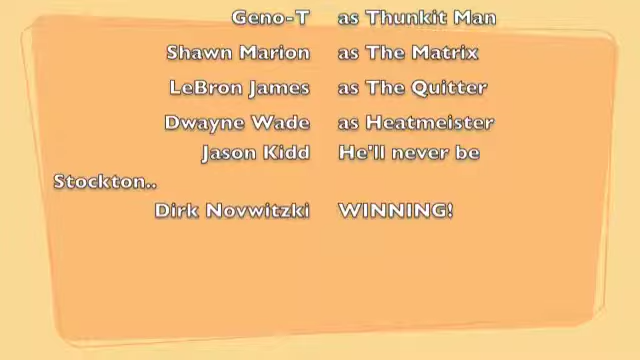 Geno-T as Thunkit Man
Shawn Marion as The Matrix
LeBron James as The Quitter
Dwayne Wade as Heatmeister
Jason Kidd He'll never be
Stockton..
Dirk Novwitzki WINNING!